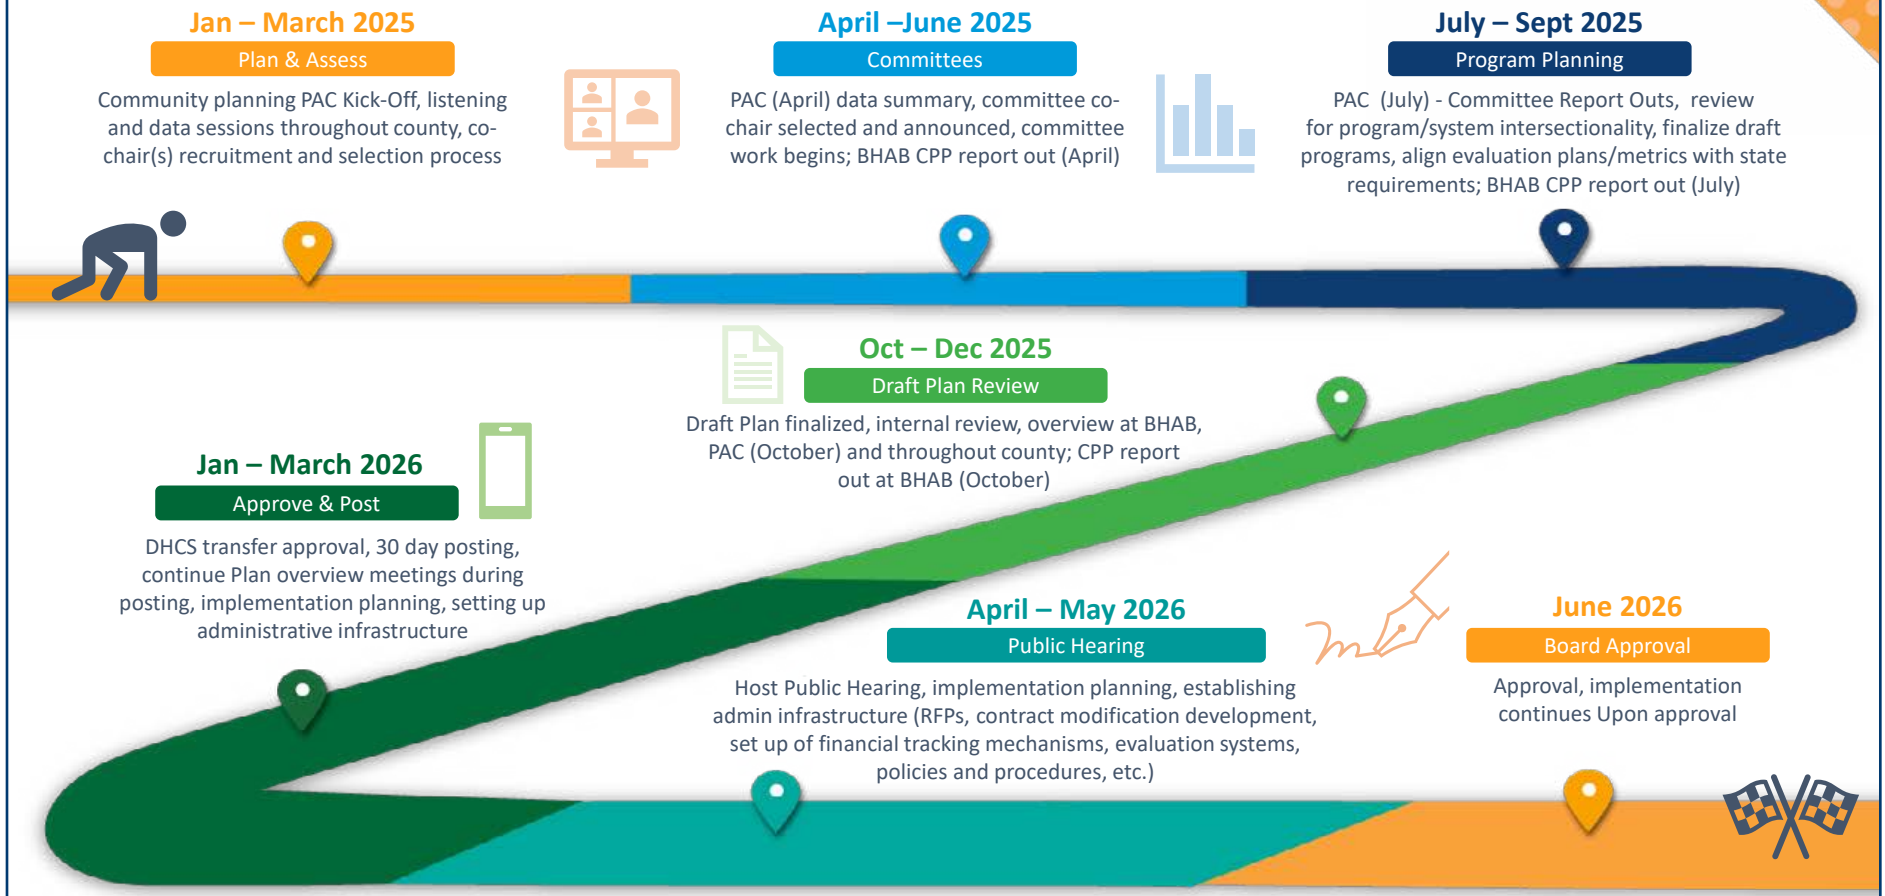 Jan – March 2025
Plan & Assess
Community planning PAC Kick-Off, listening
and data sessions throughout county, co-
chair(s) recruitment and selection process
April –June 2025
Committees
PAC (April) data summary, committee co-
chair selected and announced, committee
work begins; BHAB CPP report out (April)
July – Sept 2025
Program Planning
PAC (July) - Committee Report Outs, review
for program/system intersectionality, finalize draft
programs, align evaluation plans/metrics with state
requirements; BHAB CPP report out (July)
Oct – Dec 2025
Draft Plan Review
Draft Plan finalized, internal review, overview at BHAB,
PAC (October) and throughout county; CPP report
out at BHAB (October)
Jan – March 2026
Approve & Post
DHCS transfer approval, 30 day posting,
continue Plan overview meetings during
posting, implementation planning, setting up
administrative infrastructure
April – May 2026
Public Hearing
Host Public Hearing, implementation planning, establishing
admin infrastructure (RFPs, contract modification development,
set up of financial tracking mechanisms, evaluation systems,
policies and procedures, etc.)
June 2026
Board Approval
Approval, implementation
continues Upon approval